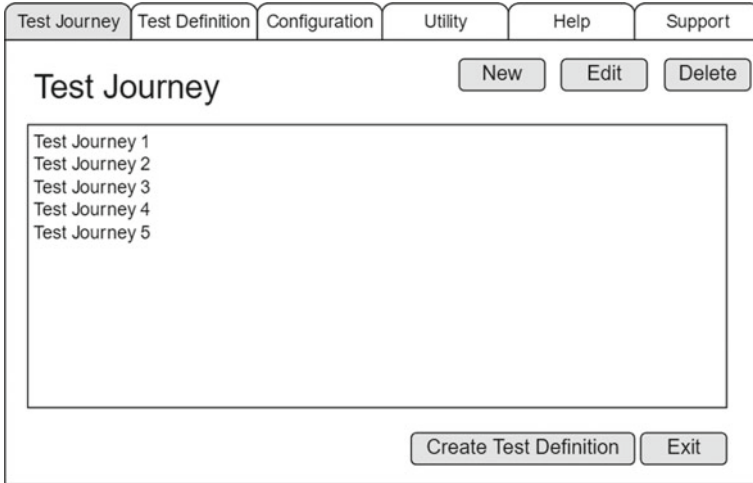 Test Journey Test Definition Configuration Utility Help Support
Test Journey New Edit Delete
Test Journey 1
Test Journey 2
Test Journey 3
Test Journey 4
Test Journey 5
Create Test Definition Exit